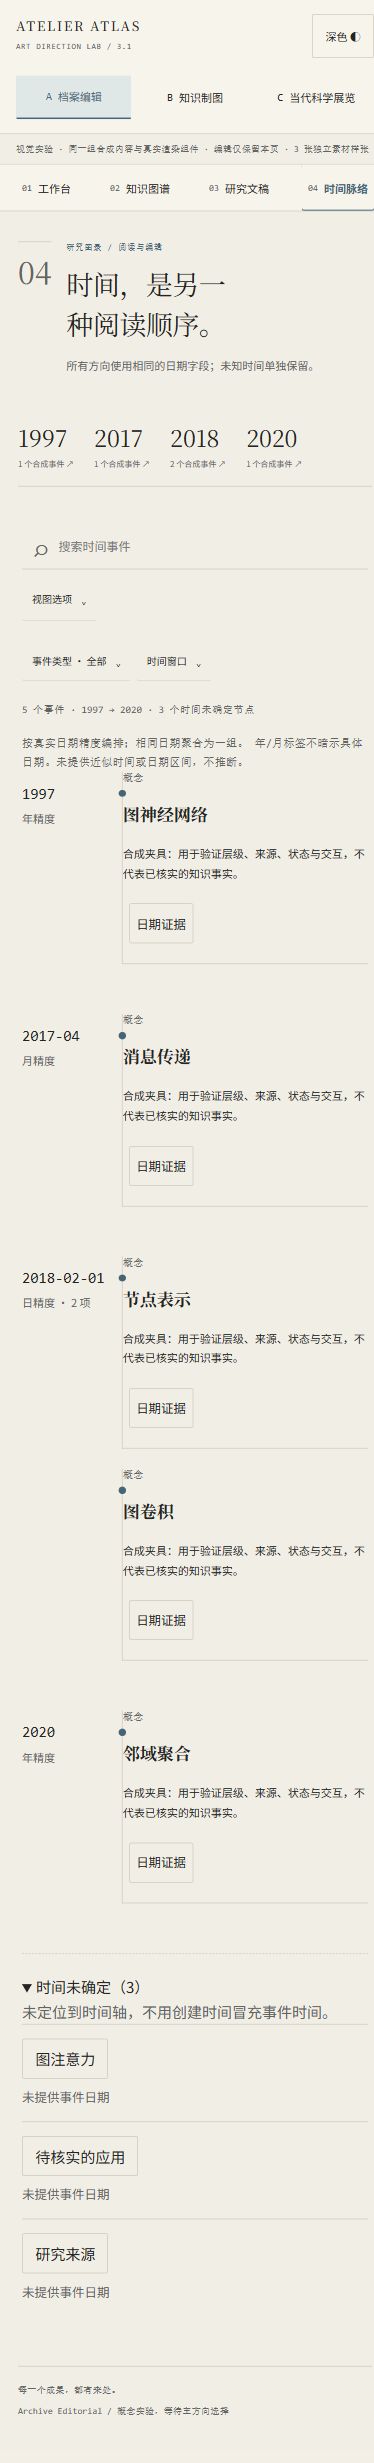 ATELIER ATLAS
ART DIRECTION LAB / 3.1
深色
A 档案编辑
B 知识制图
C 当代科学展览
视觉实验 · 同一组合成内容与真实渲染组件 · 编辑仅保留本页 · 3 张独立素材样张
01 工作台
02 知识图谱
03 研究文稿
04 时间脉络
04
研究图录 / 阅读与编辑
时间，是另一
种阅读顺序。
所有方向使用相同的日期字段；未知时间单独保留。
1997
1 个合成事件 ↗
2017
1 个合成事件 ↗
2018
2 个合成事件 ↗
2020
1 个合成事件 ↗
搜索时间事件
视图选项
事件类型 · 全部
时间窗口
5 个事件 · 1997 → 2020 · 3 个时间未确定节点
按真实日期精度编排；相同日期聚合为一组。 年/月标签不暗示具体
日期。未提供近似时间或日期区间，不推断。
1997
年精度
概念
图神经网络
合成夹具：用于验证层级、来源、状态与交互，不
代表已核实的知识事实。
日期证据
2017-04
月精度
概念
消息传递
合成夹具：用于验证层级、来源、状态与交互，不
代表已核实的知识事实。
日期证据
2018-02-01
日精度 · 2 项
概念
节点表示
合成夹具：用于验证层级、来源、状态与交互，不
代表已核实的知识事实。
日期证据
概念
图卷积
合成夹具：用于验证层级、来源、状态与交互，不
代表已核实的知识事实。
日期证据
2020
年精度
概念
邻域聚合
合成夹具：用于验证层级、来源、状态与交互，不
代表已核实的知识事实。
日期证据
▼ 时间未确定（3）
未定位到时间轴，不用创建时间冒充事件时间。
图注意力
未提供事件日期
待核实的应用
未提供事件日期
研究来源
未提供事件日期
每一个成果，都有来处。
Archive Editorial / 概念实验，等待主方向选择